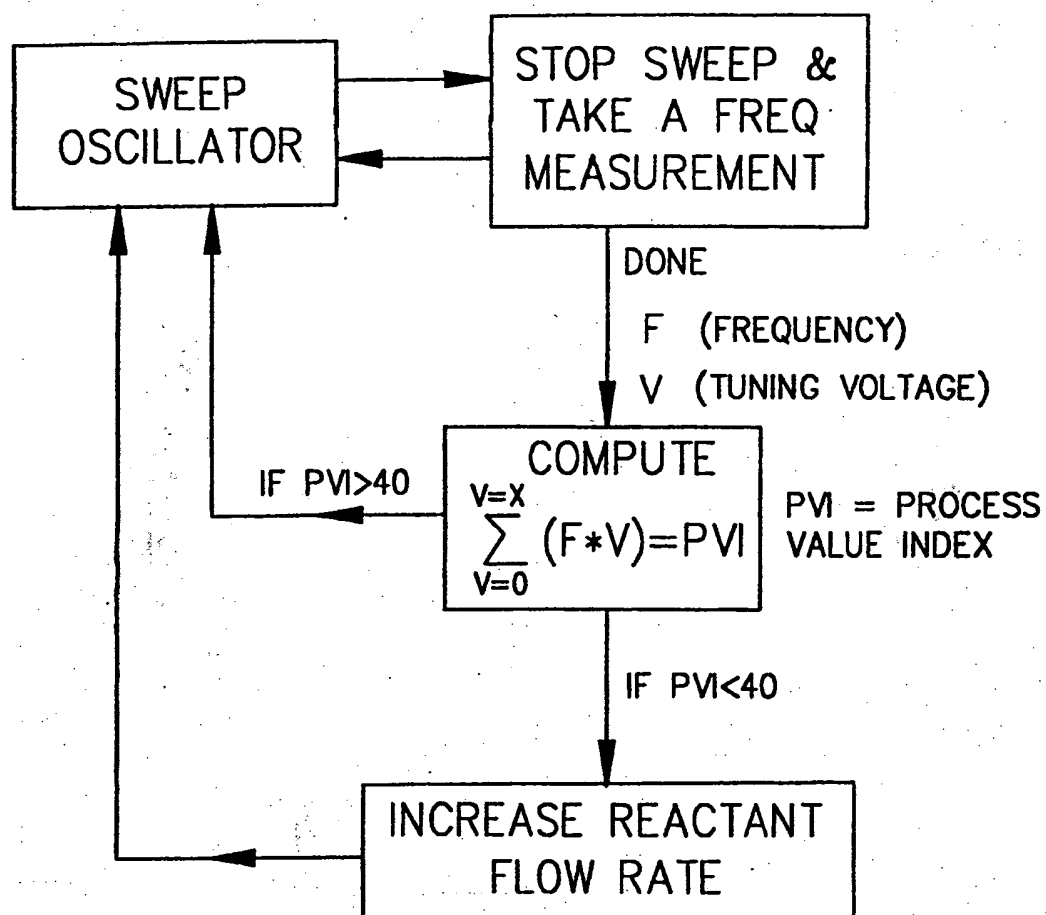 SWEEP
OSCILLATOR
STOP SWEEP &
TAKE A FREQ
MEASUREMENT
DONE
F (FREQUENCY)
V (TUNING VOLTAGE)
COMPUTE
V=X
∑ (F*V)=PVI
V=0
IF PVI>40
PVI = PROCESS
VALUE INDEX
IF PVI<40
INCREASE REACTANT
FLOW RATE